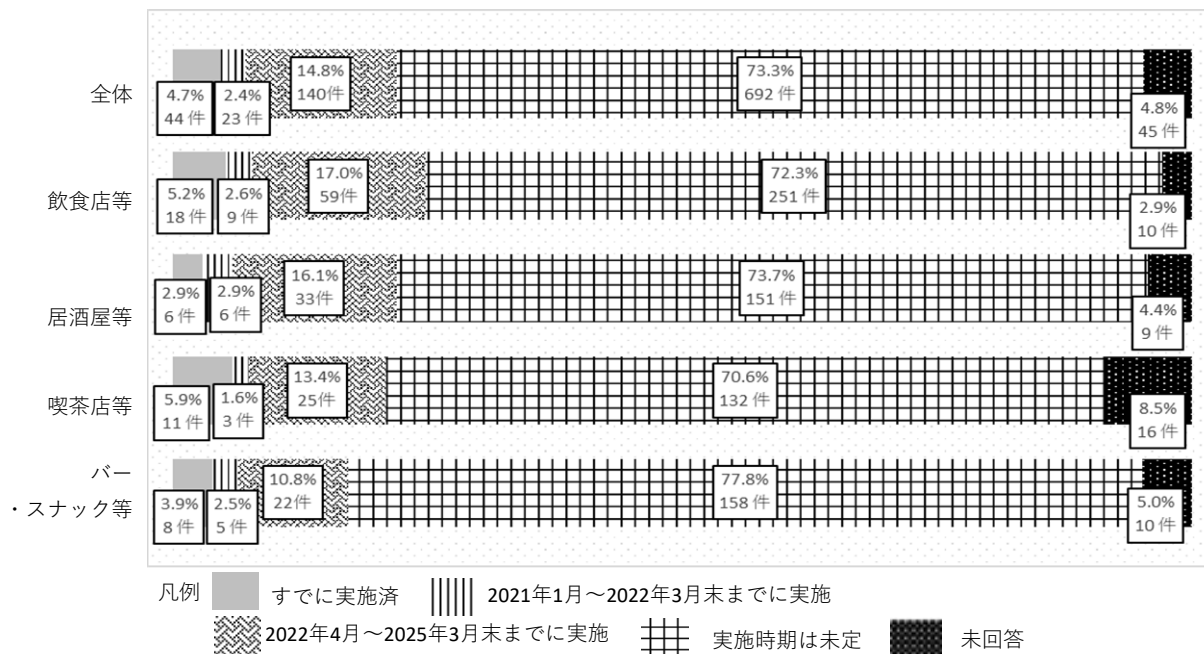 全体
4.7%
44 件
2.4%
23 件
14.8%
140件
73.3%
692 件
4.8%
45 件
飲食店等
5.2%
18 件
2.6%
9 件
17.0%
59件
72.3%
251 件
2.9%
10 件
居酒屋等
2.9%
6 件
2.9%
6 件
16.1%
33件
73.7%
151 件
4.4%
9 件
喫茶店等
5.9%
11 件
1.6%
3 件
13.4%
25件
70.6%
132 件
8.5%
16 件
バー
・スナック等
3.9%
8 件
2.5%
5 件
10.8%
22件
77.8%
158 件
5.0%
10 件
凡例 すでに実施済 2021年1月～2022年3月末までに実施
2022年4月～2025年3月末までに実施 実施時期は未定 未回答